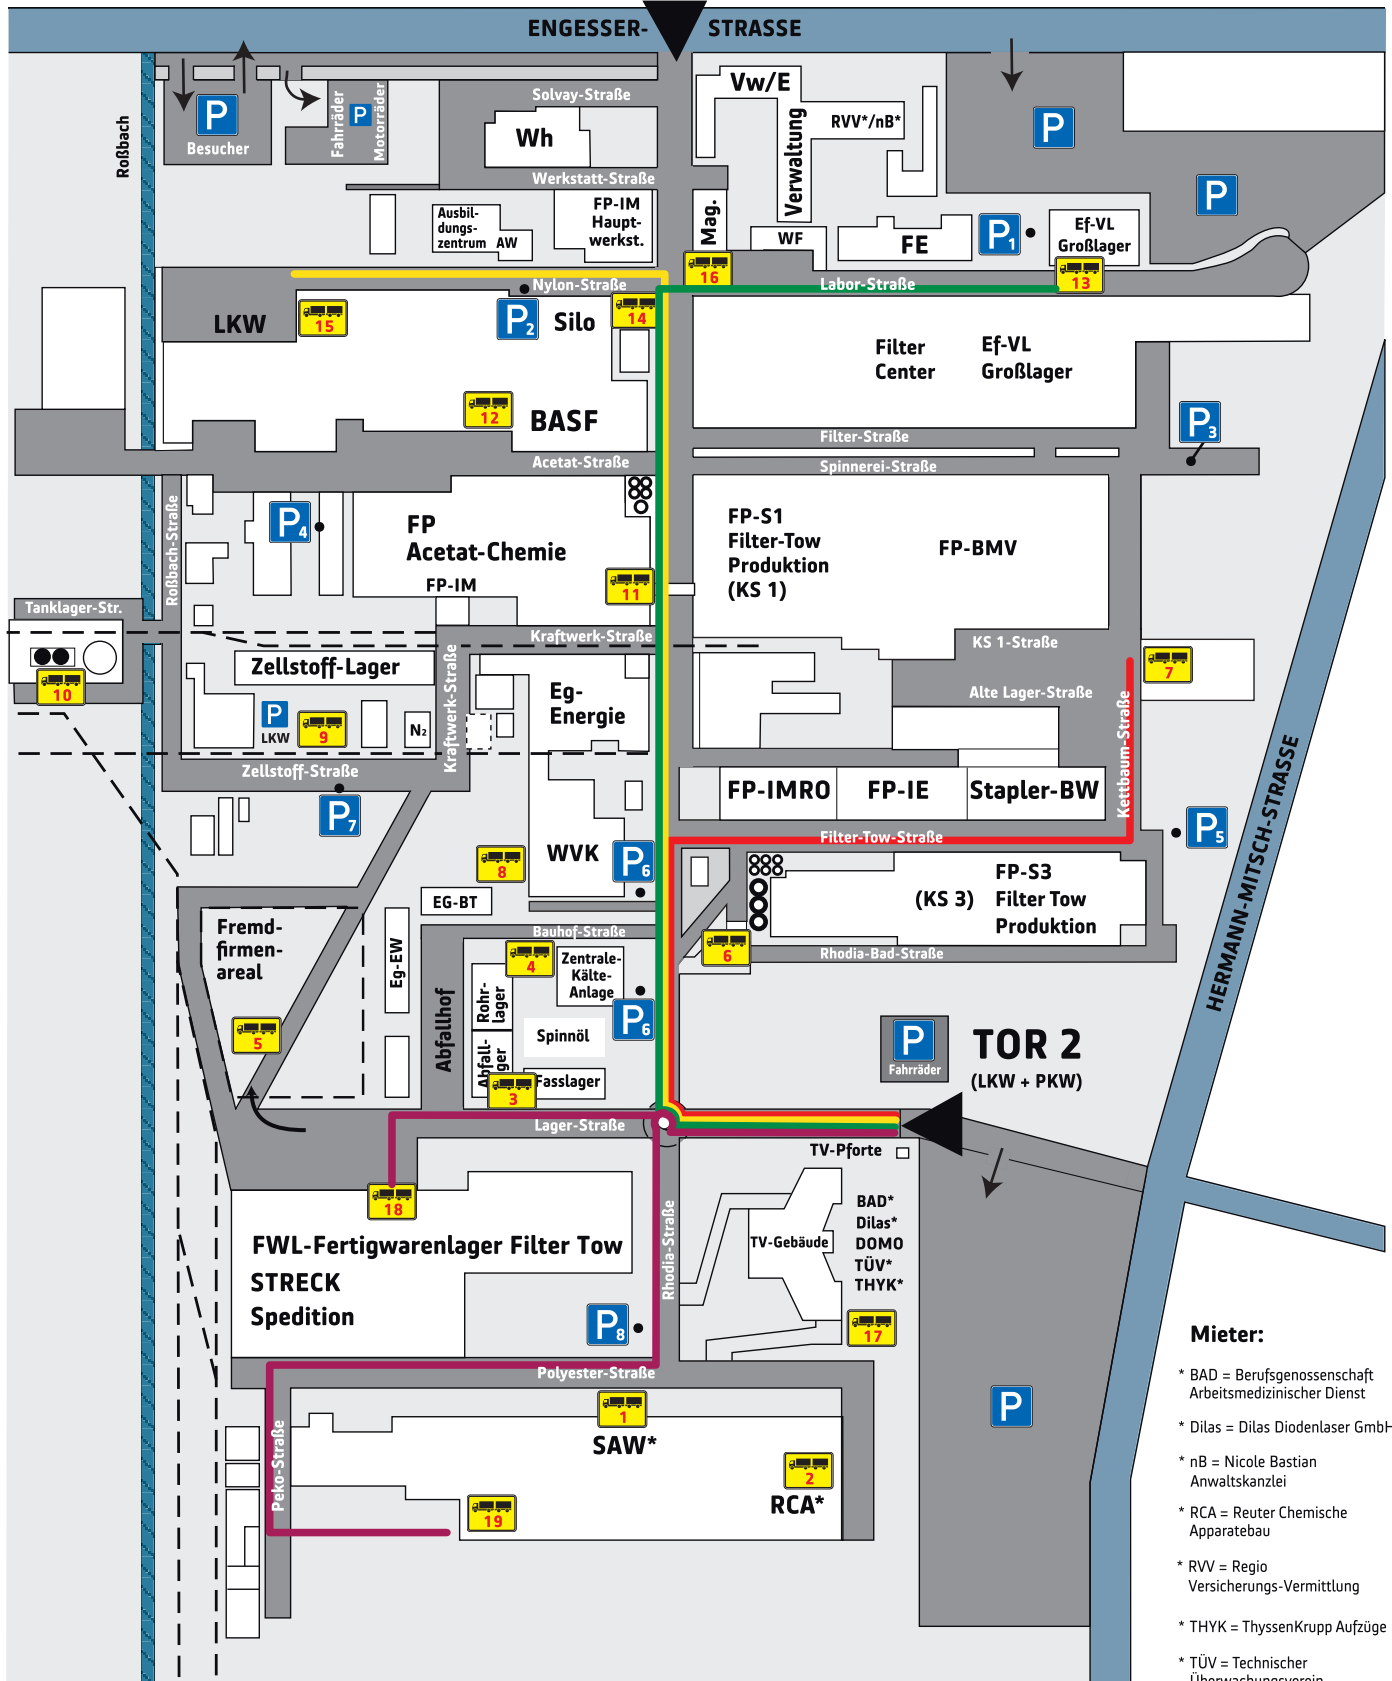 ENGESSER- STRASSE
Roßbach
P
Besucher
Fahrräder
P
Motorräder
Solvay-Straße
Wh
Werkstatt-Straße
Vw/E
Verwaltung
RVV*/nB*
P
P
Ausbil-
dungs-
zentrum AW
FP-IM
Haupt-
werkst.
Mag.
WF
FE
P1
Ef-VL
Großlager
16
13
Nylon-Straße
Labor-Straße
LKW
15
P2
Silo
14
Filter
Center
Ef-VL
Großlager
12
BASF
P3
Filter-Straße
Acetat-Straße
Spinnerei-Straße
Roßbach-Straße
P4
FP
Acetat-Chemie
FP-IM
11
FP-S1
Filter-Tow
Produktion
(KS 1)
FP-BMV
Tanklager-Str.
10
Kraftwerk-Straße
KS 1-Straße
Zellstoff-Lager
Kraftwerk-Straße
7
Alte Lager-Straße
Eg-
Energie
P
LKW
9
N2
Kettbaum-Straße
Zellstoff-Straße
FP-IMRO
FP-IE
Stapler-BW
P7
P5
HERMANN-MITSCH-STRASSE
Filter-Tow-Straße
8
WVK
P6
FP-S3
(KS 3) Filter Tow
Produktion
EG-BT
Fremd-
firmen-
areal
Eg-EW
Bauhof-Straße
6
Rhodia-Bad-Straße
4
Zentrale-
Kälte-
Anlage
Rohr-
lager
P6
5
Abfallhof
Spinnöl
Abfall-
3
Fasslager
P
Fahrräder
TOR 2
(LKW + PKW)
Lager-Straße
TV-Pforte
18
FWL-Fertigwarenlager Filter Tow
STRECK
Spedition
Rhodia-Straße
TV-Gebäude
BAD*
Dilas*
DOMO
TÜV*
THYK*
17
P8
Polyester-Straße
1
SAW*
2
RCA*
19
Peko-Straße
P
Mieter:
* BAD = Berufsgenossenschaft
Arbeitsmedizinischer Dienst
* Dilas = Dilas Diodenlaser GmbH
* nB = Nicole Bastian
Anwaltskanzlei
* RCA = Reuter Chemische
Apparatebau
* RVV = Regio
Versicherungs-Vermittlung
* THYK = ThyssenKrupp Aufzüge
* TÜV = Technischer
Überwachungsverein